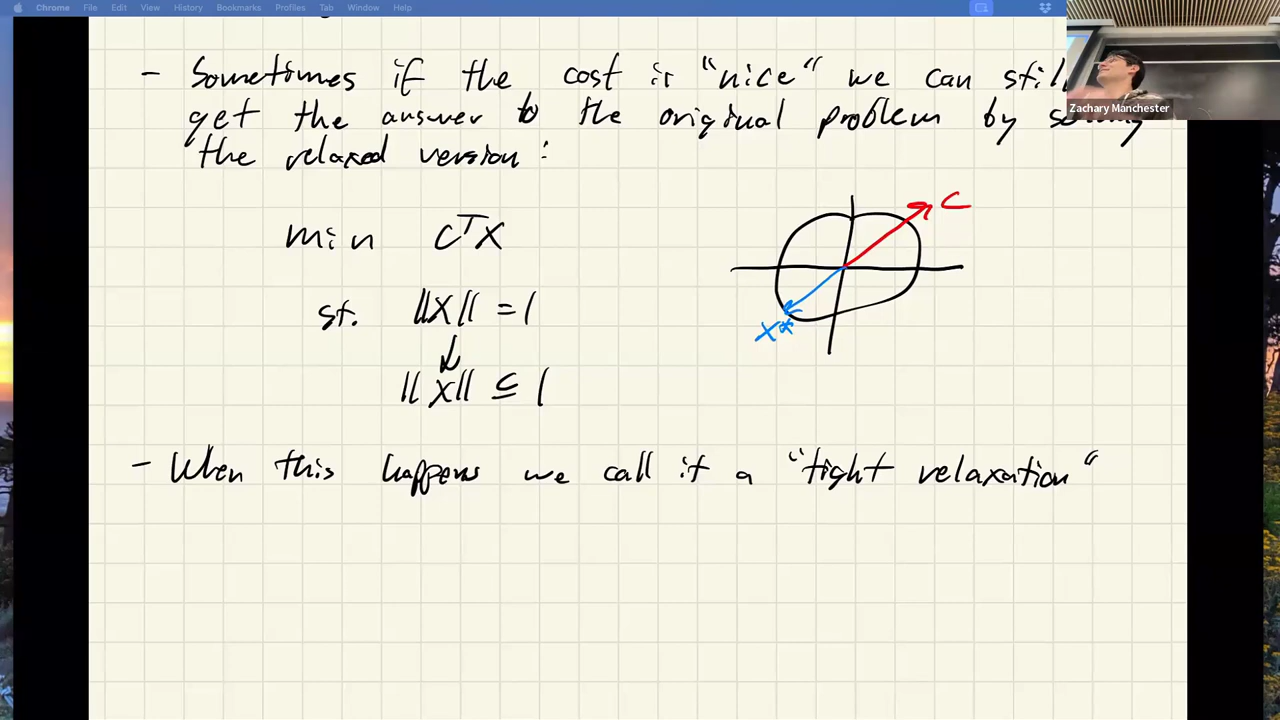 Chrome File Edit View History Bookmarks Profiles Tab Window Help
Zachary Manchester
- Sometimes if the cost is "nice" we can still
get the answer to the original problem by solving
the relaxed version:
min cᵀx
st. ||x|| = 1
↓
||x|| ≤ 1
C
x*
- When this happens we call it a "tight relaxation"